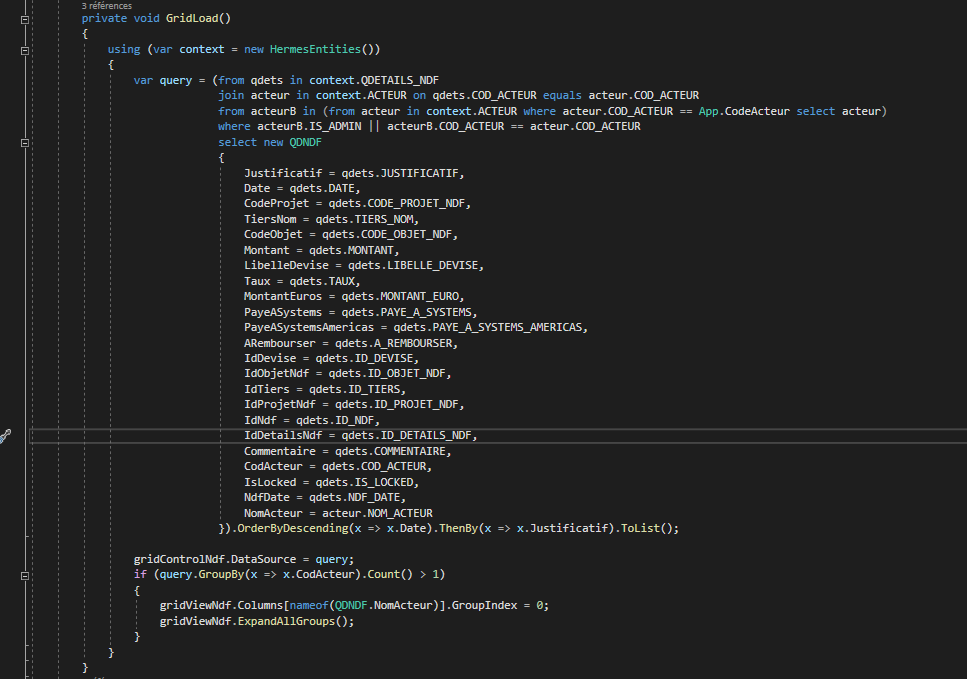 3 références
private void GridLoad()
{
using (var context = new HermesEntities())
{
var query = (from qdets in context.QDETAILS_NDF
join acteur in context.ACTEUR on qdets.COD_ACTEUR equals acteur.COD_ACTEUR
from acteurB in (from acteur in context.ACTEUR where acteur.COD_ACTEUR == App.CodeActeur select acteur)
where acteurB.IS_ADMIN || acteurB.COD_ACTEUR == acteur.COD_ACTEUR
select new QDNDF
{
Justificatif = qdets.JUSTIFICATIF,
Date = qdets.DATE,
CodeProjet = qdets.CODE_PROJET_NDF,
TiersNom = qdets.TIERS_NOM,
CodeObjet = qdets.CODE_OBJET_NDF,
Montant = qdets.MONTANT,
LibelleDevise = qdets.LIBELLE_DEVISE,
Taux = qdets.TAUX,
MontantEuros = qdets.MONTANT_EURO,
PayeASystems = qdets.PAYE_A_SYSTEMS,
PayeASystemsAmericas = qdets.PAYE_A_SYSTEMS_AMERICAS,
ARembourser = qdets.A_REMBOURSER,
IdDevise = qdets.ID_DEVISE,
IdObjetNdf = qdets.ID_OBJET_NDF,
IdTiers = qdets.ID_TIERS,
IdProjetNdf = qdets.ID_PROJET_NDF,
IdNdf = qdets.ID_NDF,
IdDetailsNdf = qdets.ID_DETAILS_NDF,
Commentaire = qdets.COMMENTAIRE,
CodActeur = qdets.COD_ACTEUR,
IsLocked = qdets.IS_LOCKED,
NdfDate = qdets.NDF_DATE,
NomActeur = acteur.NOM_ACTEUR
}).OrderByDescending(x => x.Date).ThenBy(x => x.Justificatif).ToList();
gridControlNdf.DataSource = query;
if (query.GroupBy(x => x.CodActeur).Count() > 1)
{
gridViewNdf.Columns[nameof(QDNDF.NomActeur)].GroupIndex = 0;
gridViewNdf.ExpandAllGroups();
}
}
}